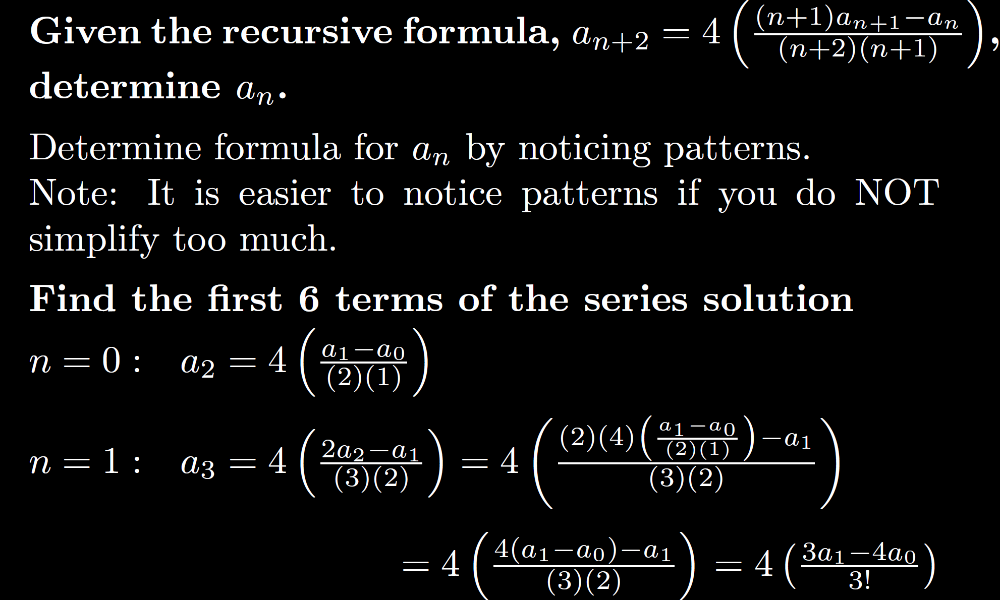 Given the recursive formula, $a_{n+2} = 4\left(\frac{(n+1)a_{n+1}-a_n}{(n+2)(n+1)}\right)$,
determine $a_n$.
Determine formula for $a_n$ by noticing patterns.
Note: It is easier to notice patterns if you do NOT
simplify too much.
Find the first 6 terms of the series solution
$n = 0 : \quad a_2 = 4\left(\frac{a_1-a_0}{(2)(1)}\right)$
$n = 1 : \quad a_3 = 4\left(\frac{2a_2-a_1}{(3)(2)}\right) = 4\left(\frac{(2)(4)\left(\frac{a_1-a_0}{(2)(1)}\right)-a_1}{(3)(2)}\right)$
$= 4\left(\frac{4(a_1-a_0)-a_1}{(3)(2)}\right) = 4\left(\frac{3a_1-4a_0}{3!}\right)$